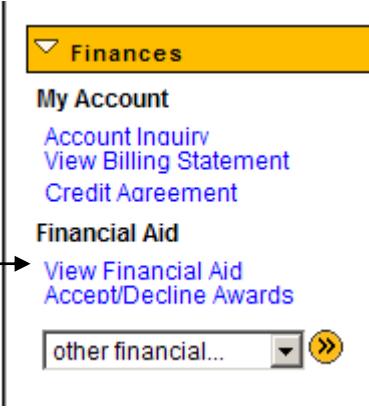 Finances
My Account
Account Inquiry
View Billing Statement
Credit Agreement
Financial Aid
View Financial Aid
Accept/Decline Awards
other financial...